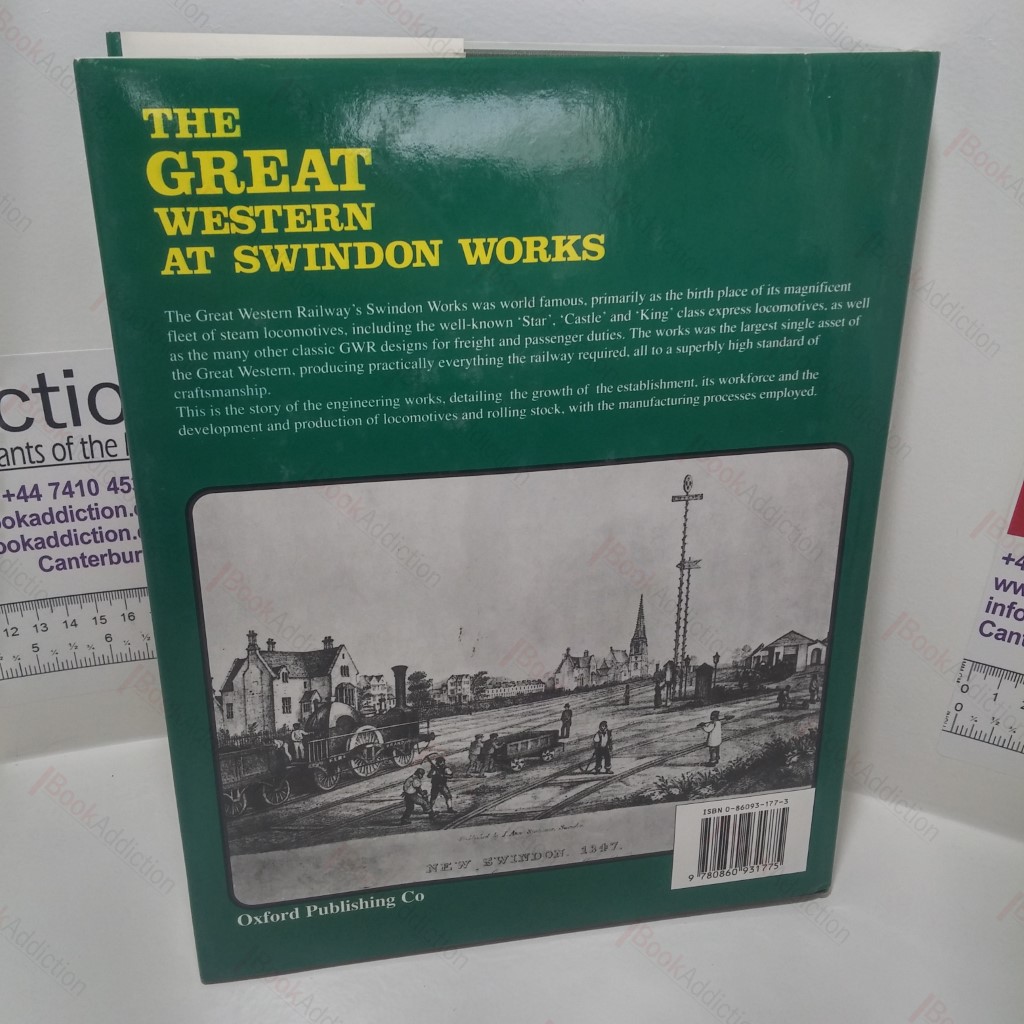 THE
GREAT
WESTERN
AT SWINDON WORKS
The Great Western Railway's Swindon Works was world famous, primarily as the birth place of its magnificent
fleet of steam locomotives, including the well-known 'Star', 'Castle' and 'King' class express locomotives, as well
as the many other classic GWR designs for freight and passenger duties. The works was the largest single asset of
the Great Western, producing practically everything the railway required, all to a superbly high standard of
craftsmanship.
This is the story of the engineering works, detailing the growth of the establishment, its workforce and the
development and production of locomotives and rolling stock, with the manufacturing processes employed.
NEW SWINDON. 1847.
ISBN 0-86093-177-3
9 780860 931775
Oxford Publishing Co
ctio
ants of the
+44 7410 45
ookaddiction.
ookaddiction.
Canterbur
12 13 14 15 16
5 6
+4
ww
info
Cant
0 1 2
0
BookAddiction